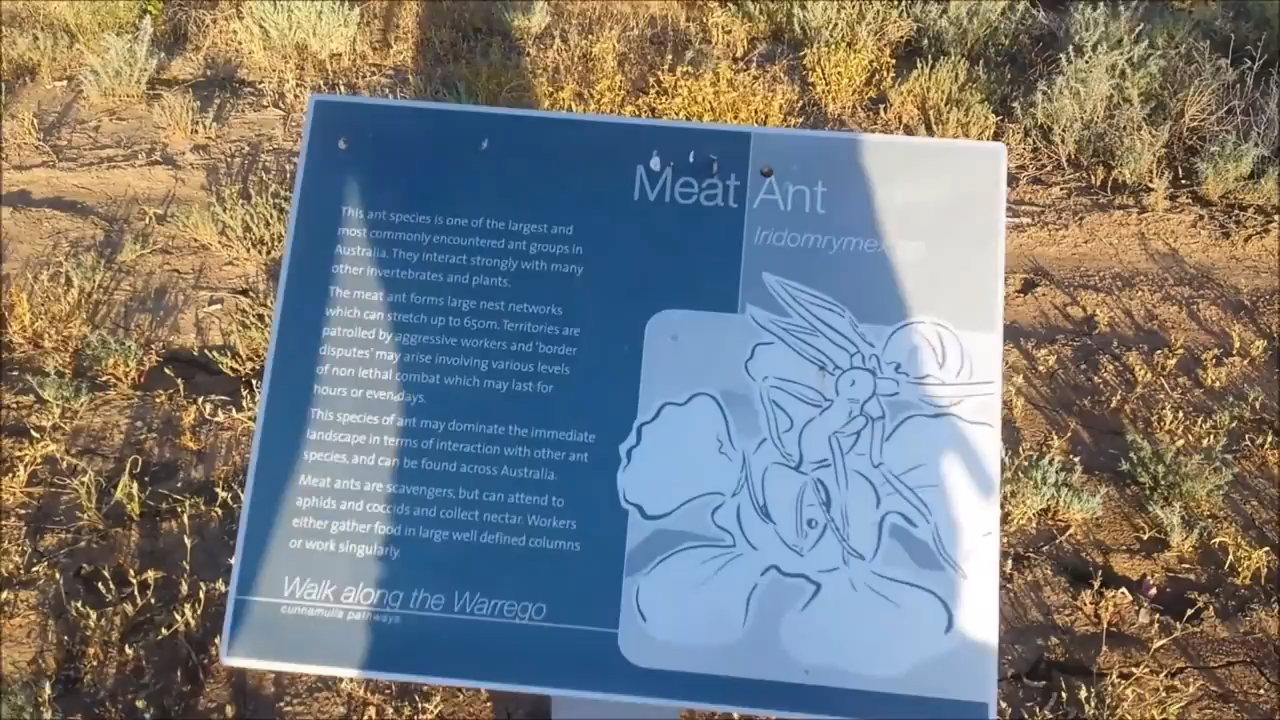 Meat Ant
Iridomryme
This ant species is one of the largest and
most commonly encountered ant groups in
Australia. They interact strongly with many
other invertebrates and plants.
The meat ant forms large nest networks
which can stretch up to 650m. Territories are
patrolled by aggressive workers and 'border
disputes' may arise involving various levels
of non lethal combat which may last for
hours or even days.
This species of ant may dominate the immediate
landscape in terms of interaction with other ant
species, and can be found across Australia.
Meat ants are scavengers, but can attend to
aphids and coccids and collect nectar. Workers
either gather food in large well defined columns
or work singularly.
Walk along the Warrego
cunnamulla pathways